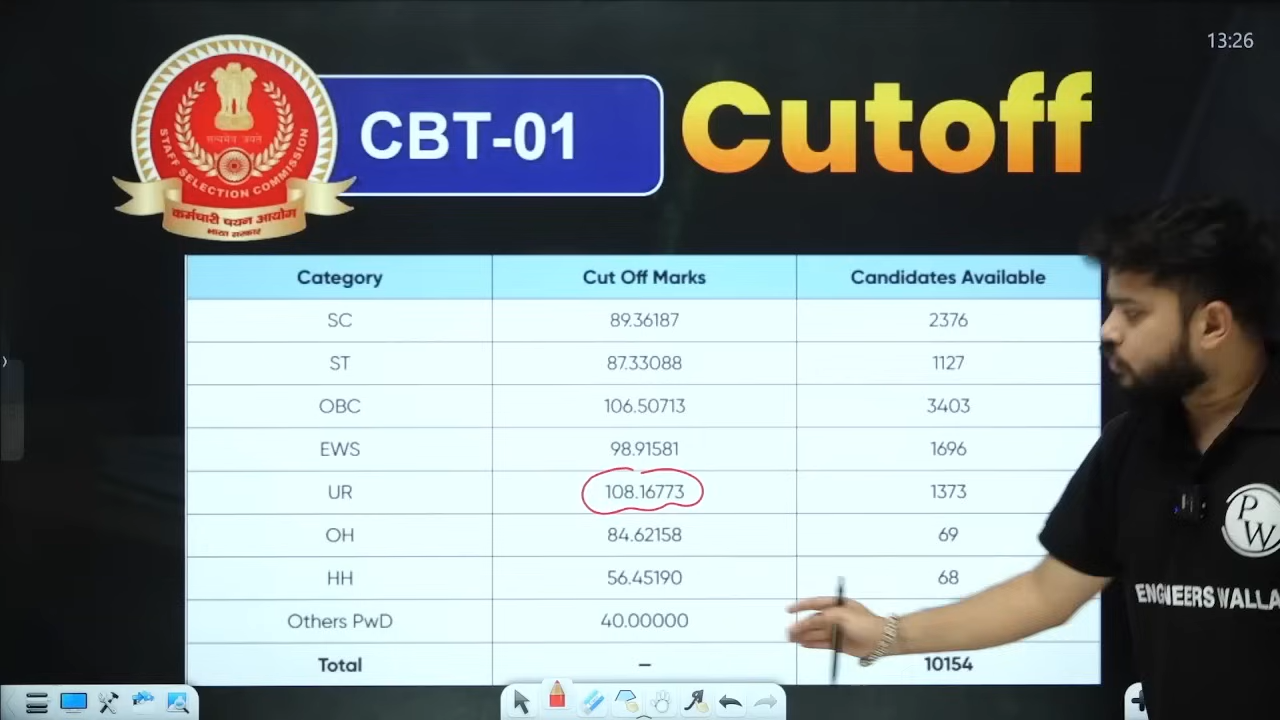 13:26
सत्यमेव जयते
STAFF SELECTION COMMISSION
कर्मचारी चयन आयोग
भारत सरकार
CBT-01 Cutoff
Category Cut Off Marks Candidates Available
SC 89.36187 2376
ST 87.33088 1127
OBC 106.50713 3403
EWS 98.91581 1696
UR 108.16773 1373
OH 84.62158 69
HH 56.45190 68
Others PwD 40.00000
Total – 10154
PW
ENGINEERS WALLA